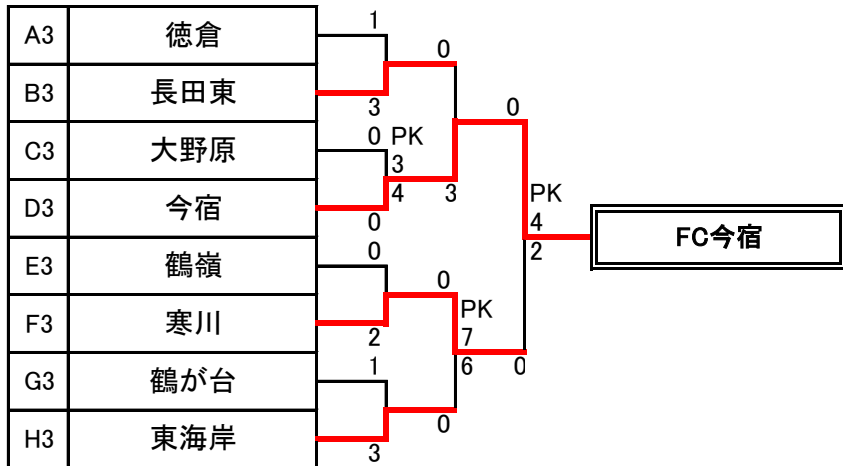 A3 徳倉 1
0
B3 長田東 3
0
C3 大野原 0 PK
3
4 3
D3 今宿 0
PK
4
2
FC今宿
E3 鶴嶺 0
0
F3 寒川 2
PK
7
6 0
G3 鶴が台 1
0
H3 東海岸 3